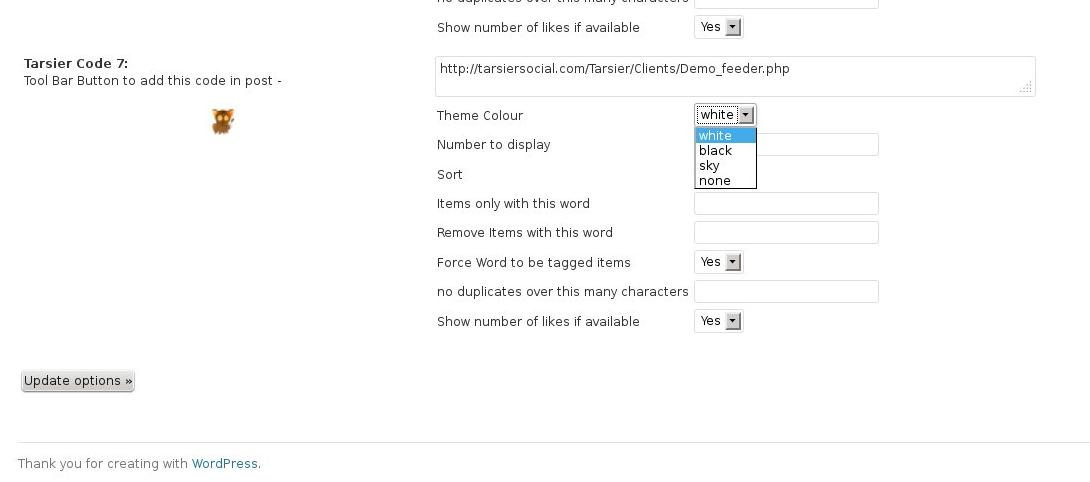 no duplicates over this many characters
Show number of likes if available Yes
Tarsier Code 7:
Tool Bar Button to add this code in post -
http://tarsiersocial.com/Tarsier/Clients/Demo_feeder.php
Theme Colour white
white
Number to display
black
sky
Sort
none
Items only with this word
Remove Items with this word
Force Word to be tagged items Yes
no duplicates over this many characters
Show number of likes if available Yes
Update options »
Thank you for creating with WordPress.